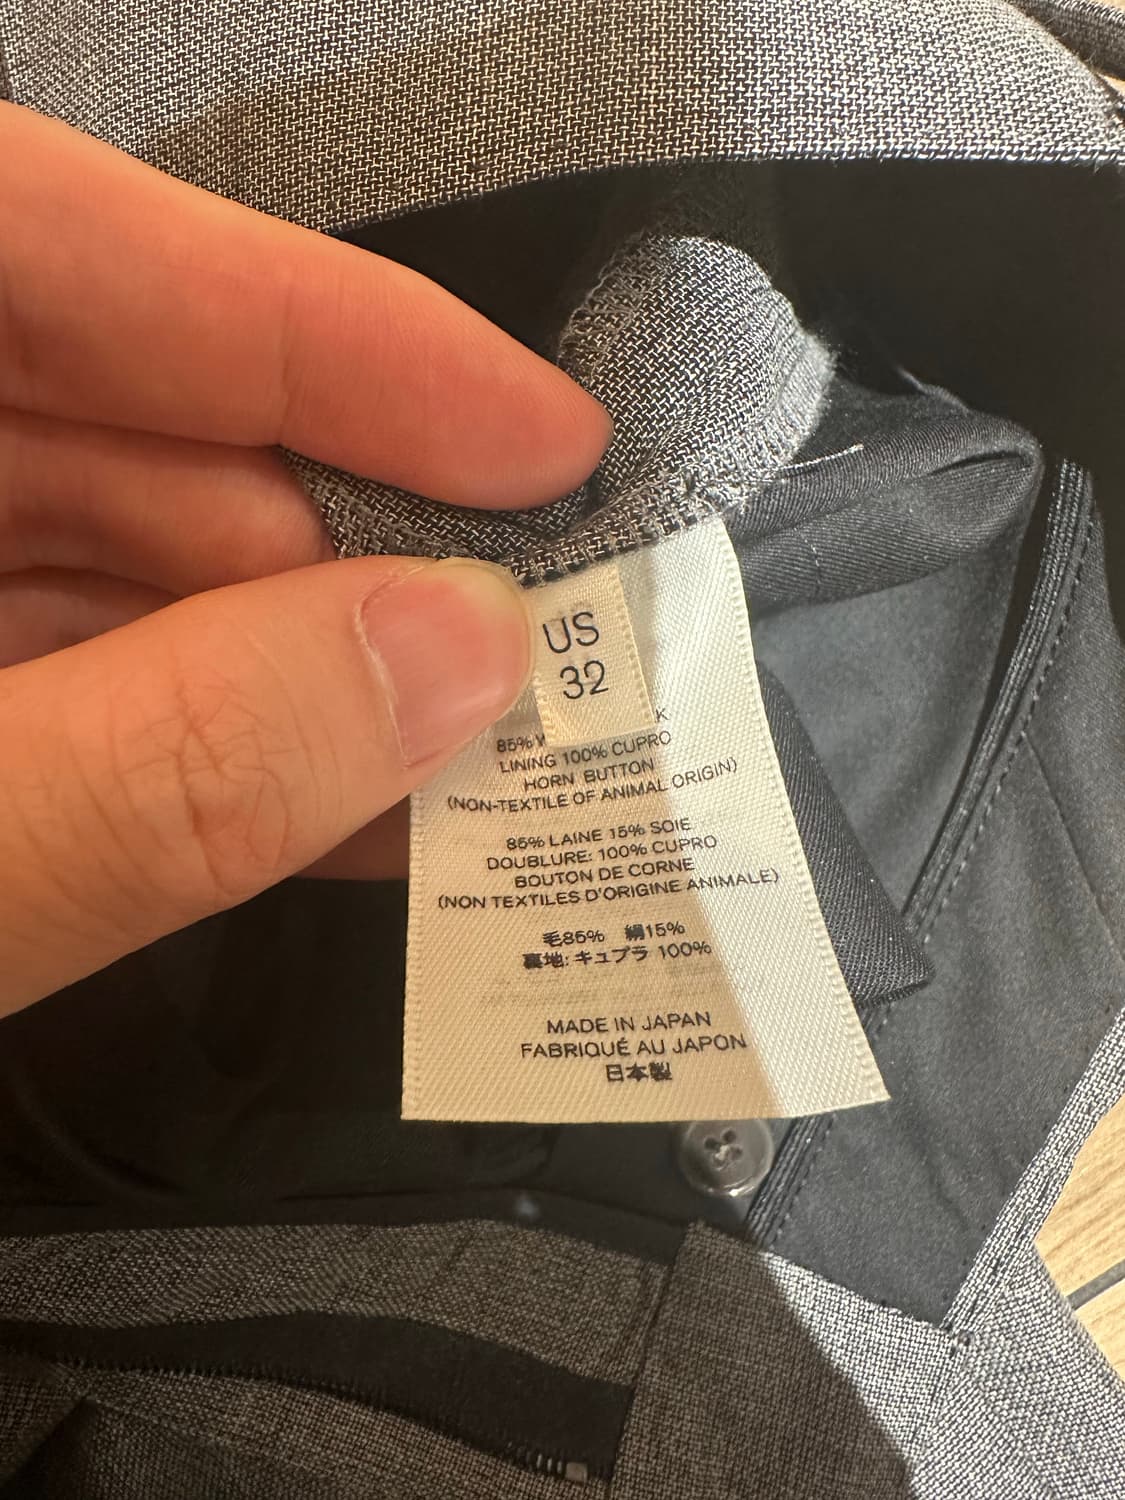 US
32
K
85%
LINING 100% CUPRO
HORN BUTTON
(NON-TEXTILE OF ANIMAL ORIGIN)
85% LAINE 15% SOIE
DOUBLURE: 100% CUPRO
BOUTON DE CORNE
(NON TEXTILES D'ORIGINE ANIMALE)
毛85% 絹15%
裏地: キュプラ 100%
MADE IN JAPAN
FABRIQUÉ AU JAPON
日本製